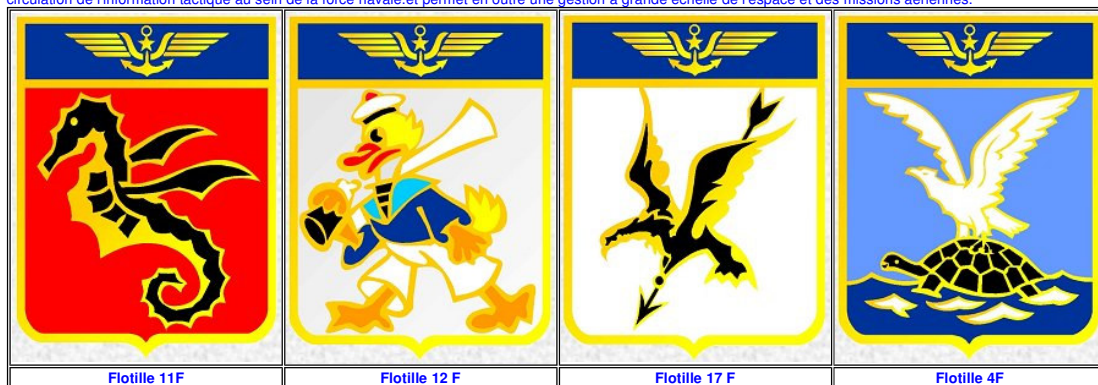 circulation de l'information tactique au sein de la force navale.et permet en outre une gestion à grande échelle de l'espace et des missions aériennes.
Flotille 11F
Flotille 12 F
Flotille 17 F
Flotille 4F